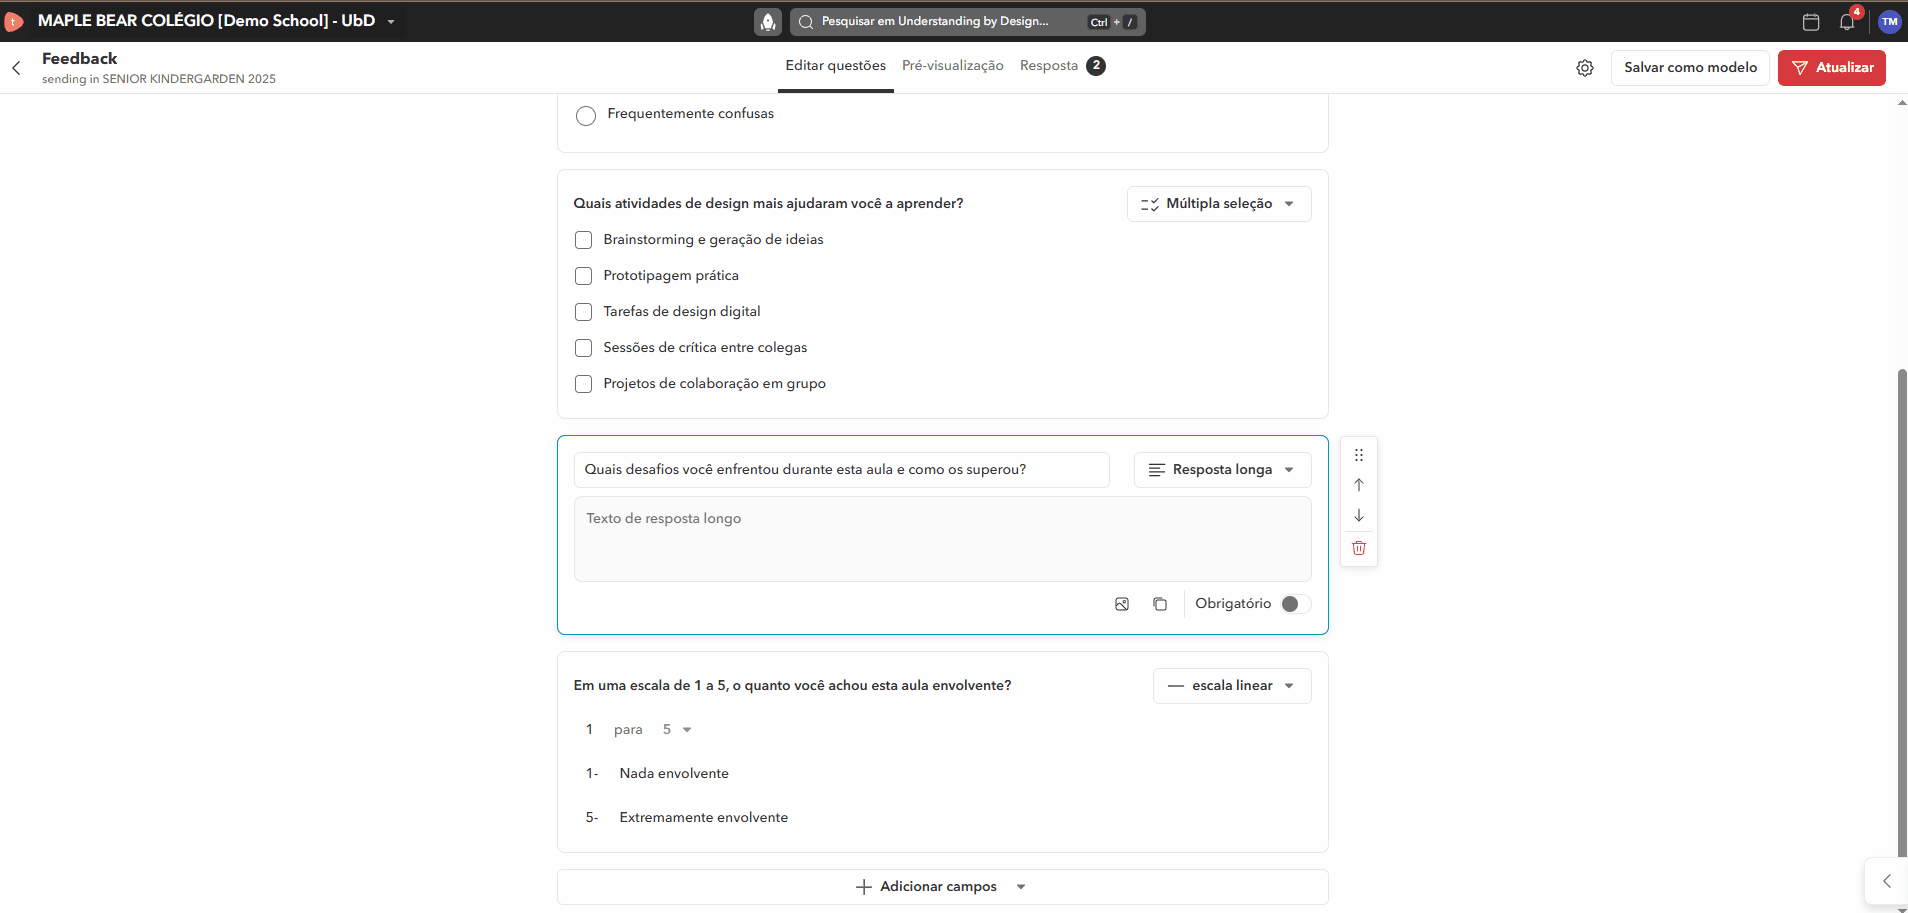 t
MAPLE BEAR COLÉGIO [Demo School] - UbD
Pesquisar em Understanding by Design...
Ctrl + /
4
TM
Feedback
sending in SENIOR KINDERGARDEN 2025
Editar questões
Pré-visualização
Resposta 2
Salvar como modelo
Atualizar
Frequentemente confusas
Quais atividades de design mais ajudaram você a aprender?
Múltipla seleção
Brainstorming e geração de ideias
Prototipagem prática
Tarefas de design digital
Sessões de crítica entre colegas
Projetos de colaboração em grupo
Quais desafios você enfrentou durante esta aula e como os superou?
Resposta longa
Texto de resposta longo
Obrigatório
Em uma escala de 1 a 5, o quanto você achou esta aula envolvente?
escala linear
1 para 5
1- Nada envolvente
5- Extremamente envolvente
Adicionar campos